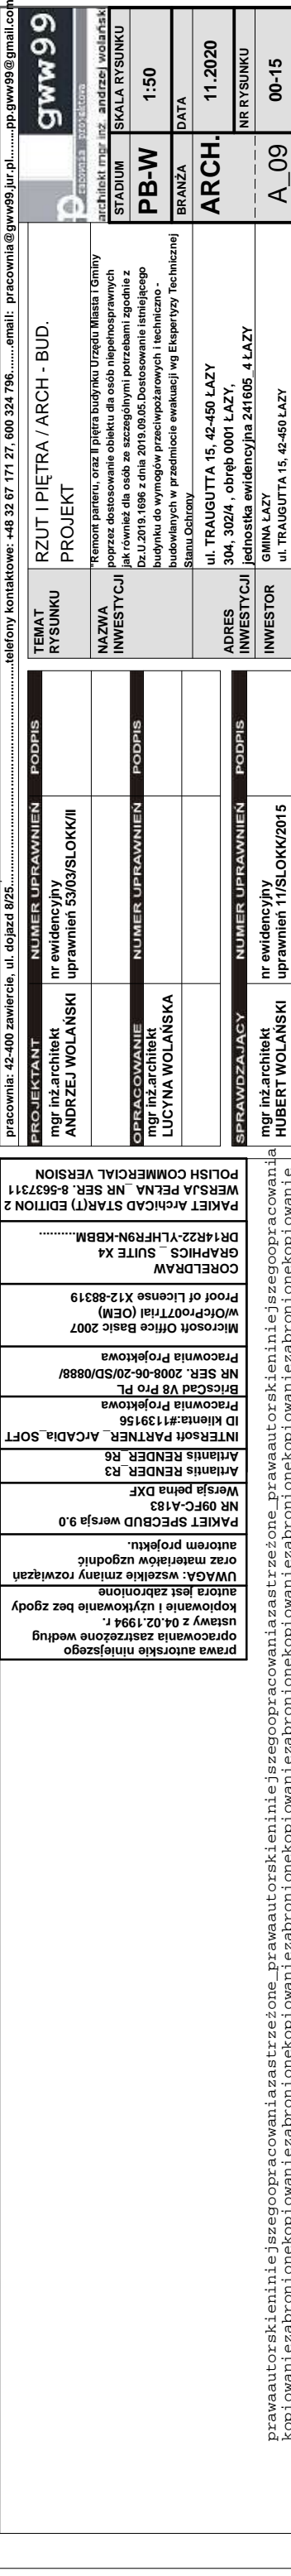 pracownia: 42-400 zawiercie, ul. dojazd 8/25.......telefony kontaktowe: +48 32 67 171 27, 600 324 796........email: pracownia@gww99.jur.pl.......pp.gww99@gmail.com
PROJEKTANT NUMER UPRAWNIEŃ PODPIS
mgr inż.architekt
ANDRZEJ WOLAŃSKI
nr ewidencyjny
uprawnień 53/03/SLOKK/II
OPRACOWANIE NUMER UPRAWNIEŃ PODPIS
mgr inż.architekt
LUCYNA WOLAŃSKA
SPRAWDZAJĄCY NUMER UPRAWNIEŃ PODPIS
mgr inż.architekt
HUBERT WOLAŃSKI
nr ewidencyjny
uprawnień 11/SLOKK/2015
TEMAT
RYSUNKU
RZUT I PIĘTRA / ARCH - BUD.
PROJEKT
NAZWA
INWESTYCJI
"Remont parteru, oraz II piętra budynku Urzędu Miasta i Gminy
poprzez dostosowanie obiektu dla osób niepełnosprawnych
jak również dla osób ze szczególnymi potrzebami zgodnie z
Dz.U.2019.1696 z dnia 2019.09.05.Dostosowanie istniejącego
budynku do wymogów przeciwpożarowych i techniczno -
budowlanych w przedmiocie ewakuacji wg Ekspertyzy Technicznej
Stanu Ochrony
ADRES
INWESTYCJI
ul. TRAUGUTTA 15, 42-450 ŁAZY
304, 302/4 , obręb 0001 ŁAZY,
jednostka ewidencyjna 241605_4 ŁAZY
INWESTOR
GMINA ŁAZY
ul. TRAUGUTTA 15, 42-450 ŁAZY
gww99
pracownia projektowa
architekt mgr inż. andrzej wolański
STADIUM
PB-W
SKALA RYSUNKU
1:50
BRANŻA
ARCH.
DATA
11.2020
NR RYSUNKU
A_09
00-15
prawa autorskie niniejszego
opracowania zastrzeżone według
ustawy z 04.02.1994 r.
kopiowanie i użytkowanie bez zgody
autora jest zabronione
UWAGA: wszelkie zmiany rozwiązań
oraz materiałów uzgodnić
autorem projektu.
PAKIET SPECBUD wersja 9.0
NR 09FC-A183
Wersja pełna DXF
Artlantis RENDER_R3
Artlantis RENDER_R6
INTERsoft PARTNER_ ARCADia_SOFT
ID klienta:#1139156
Pracownia Projektowa
BricsCad V8 Pro PL
NR SER. 2008-06-20/SD/0888/
Pracownia Projektowa
Microsoft Office Basic 2007
w/OfcPro07Trial (OEM)
Proof of License X12-88319
CORELDRAW
GRAPHICS _ SUITE X4
DR14R22-YLHFR9N-KBBM...........
PAKIET ArchiCAD STAR(T) EDITION 2
WERSJA PEŁNA _NR SER. 8-5637311
POLISH COMMERCIAL VERSION
prawaautorskieniniejszegoopracowaniazastrzeżone_prawaautorskieniniejszegoopracowaniazastrzeżone_prawaautorskieniniejszegoopracowania
kopiowaniezabronionekopiowaniezabronionekopiowaniezabronionekopiowaniezabronionekopiowaniezabronionekopiowaniezabronionekopiowanie